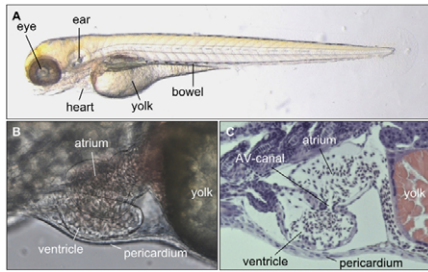 A
eye
ear
heart
yolk
bowel
B
atrium
yolk
ventricle
pericardium
C
atrium
AV-canal
yolk
ventricle
pericardium